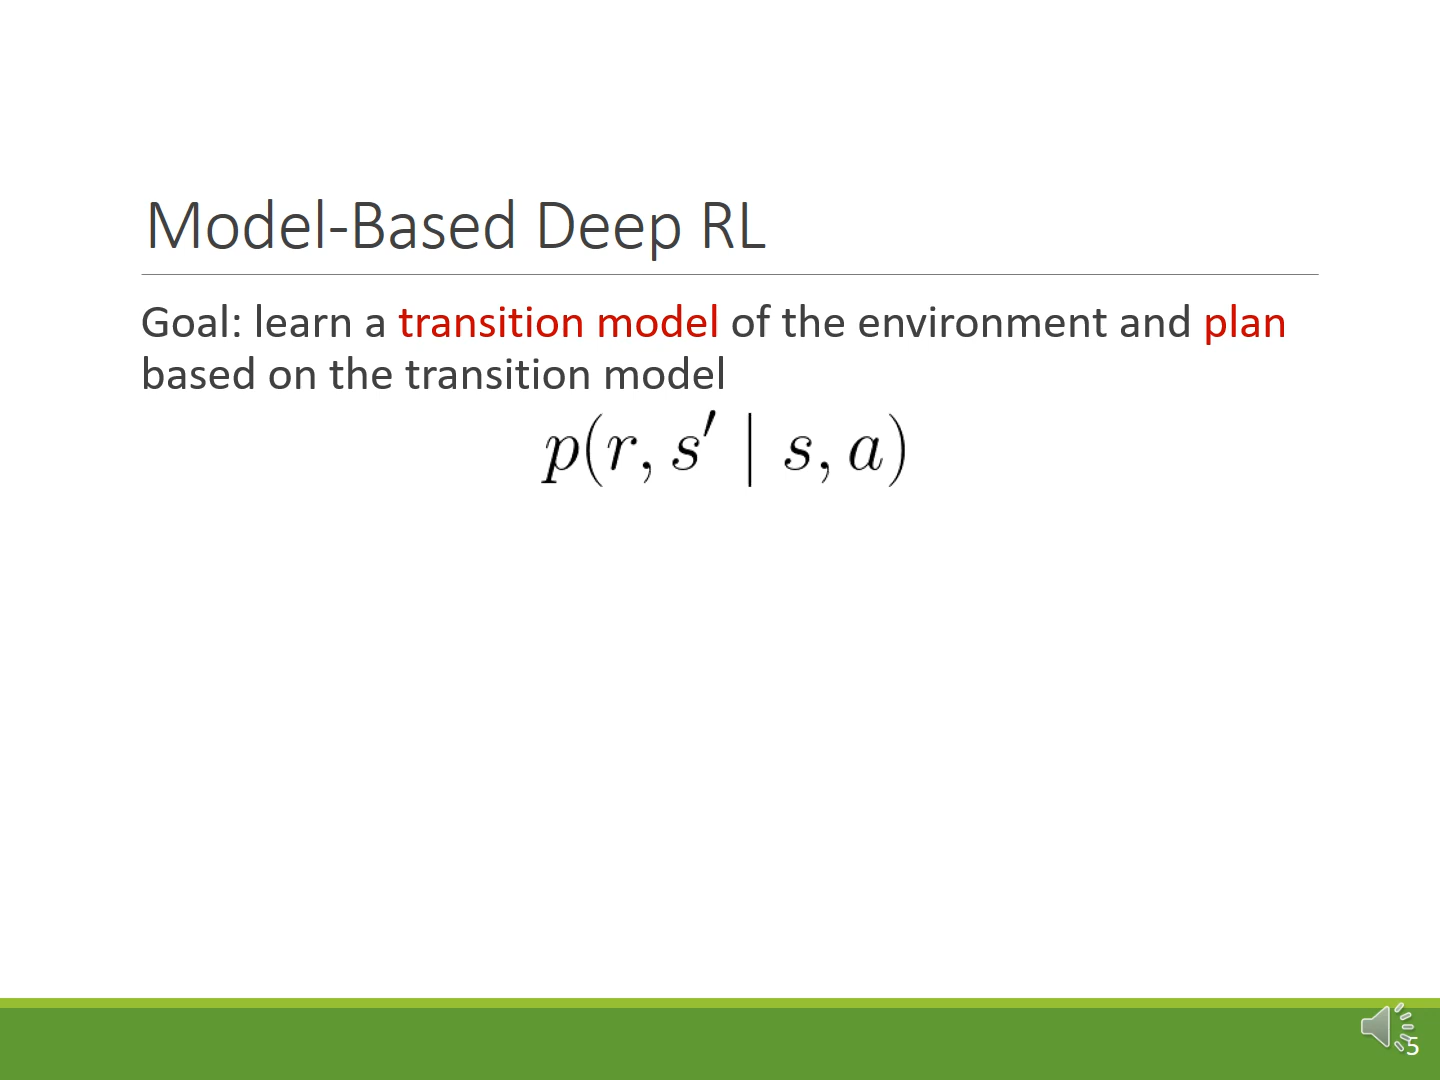 Model-Based Deep RL
Goal: learn a transition model of the environment and plan
based on the transition model
p(r, s′ | s, a)
5